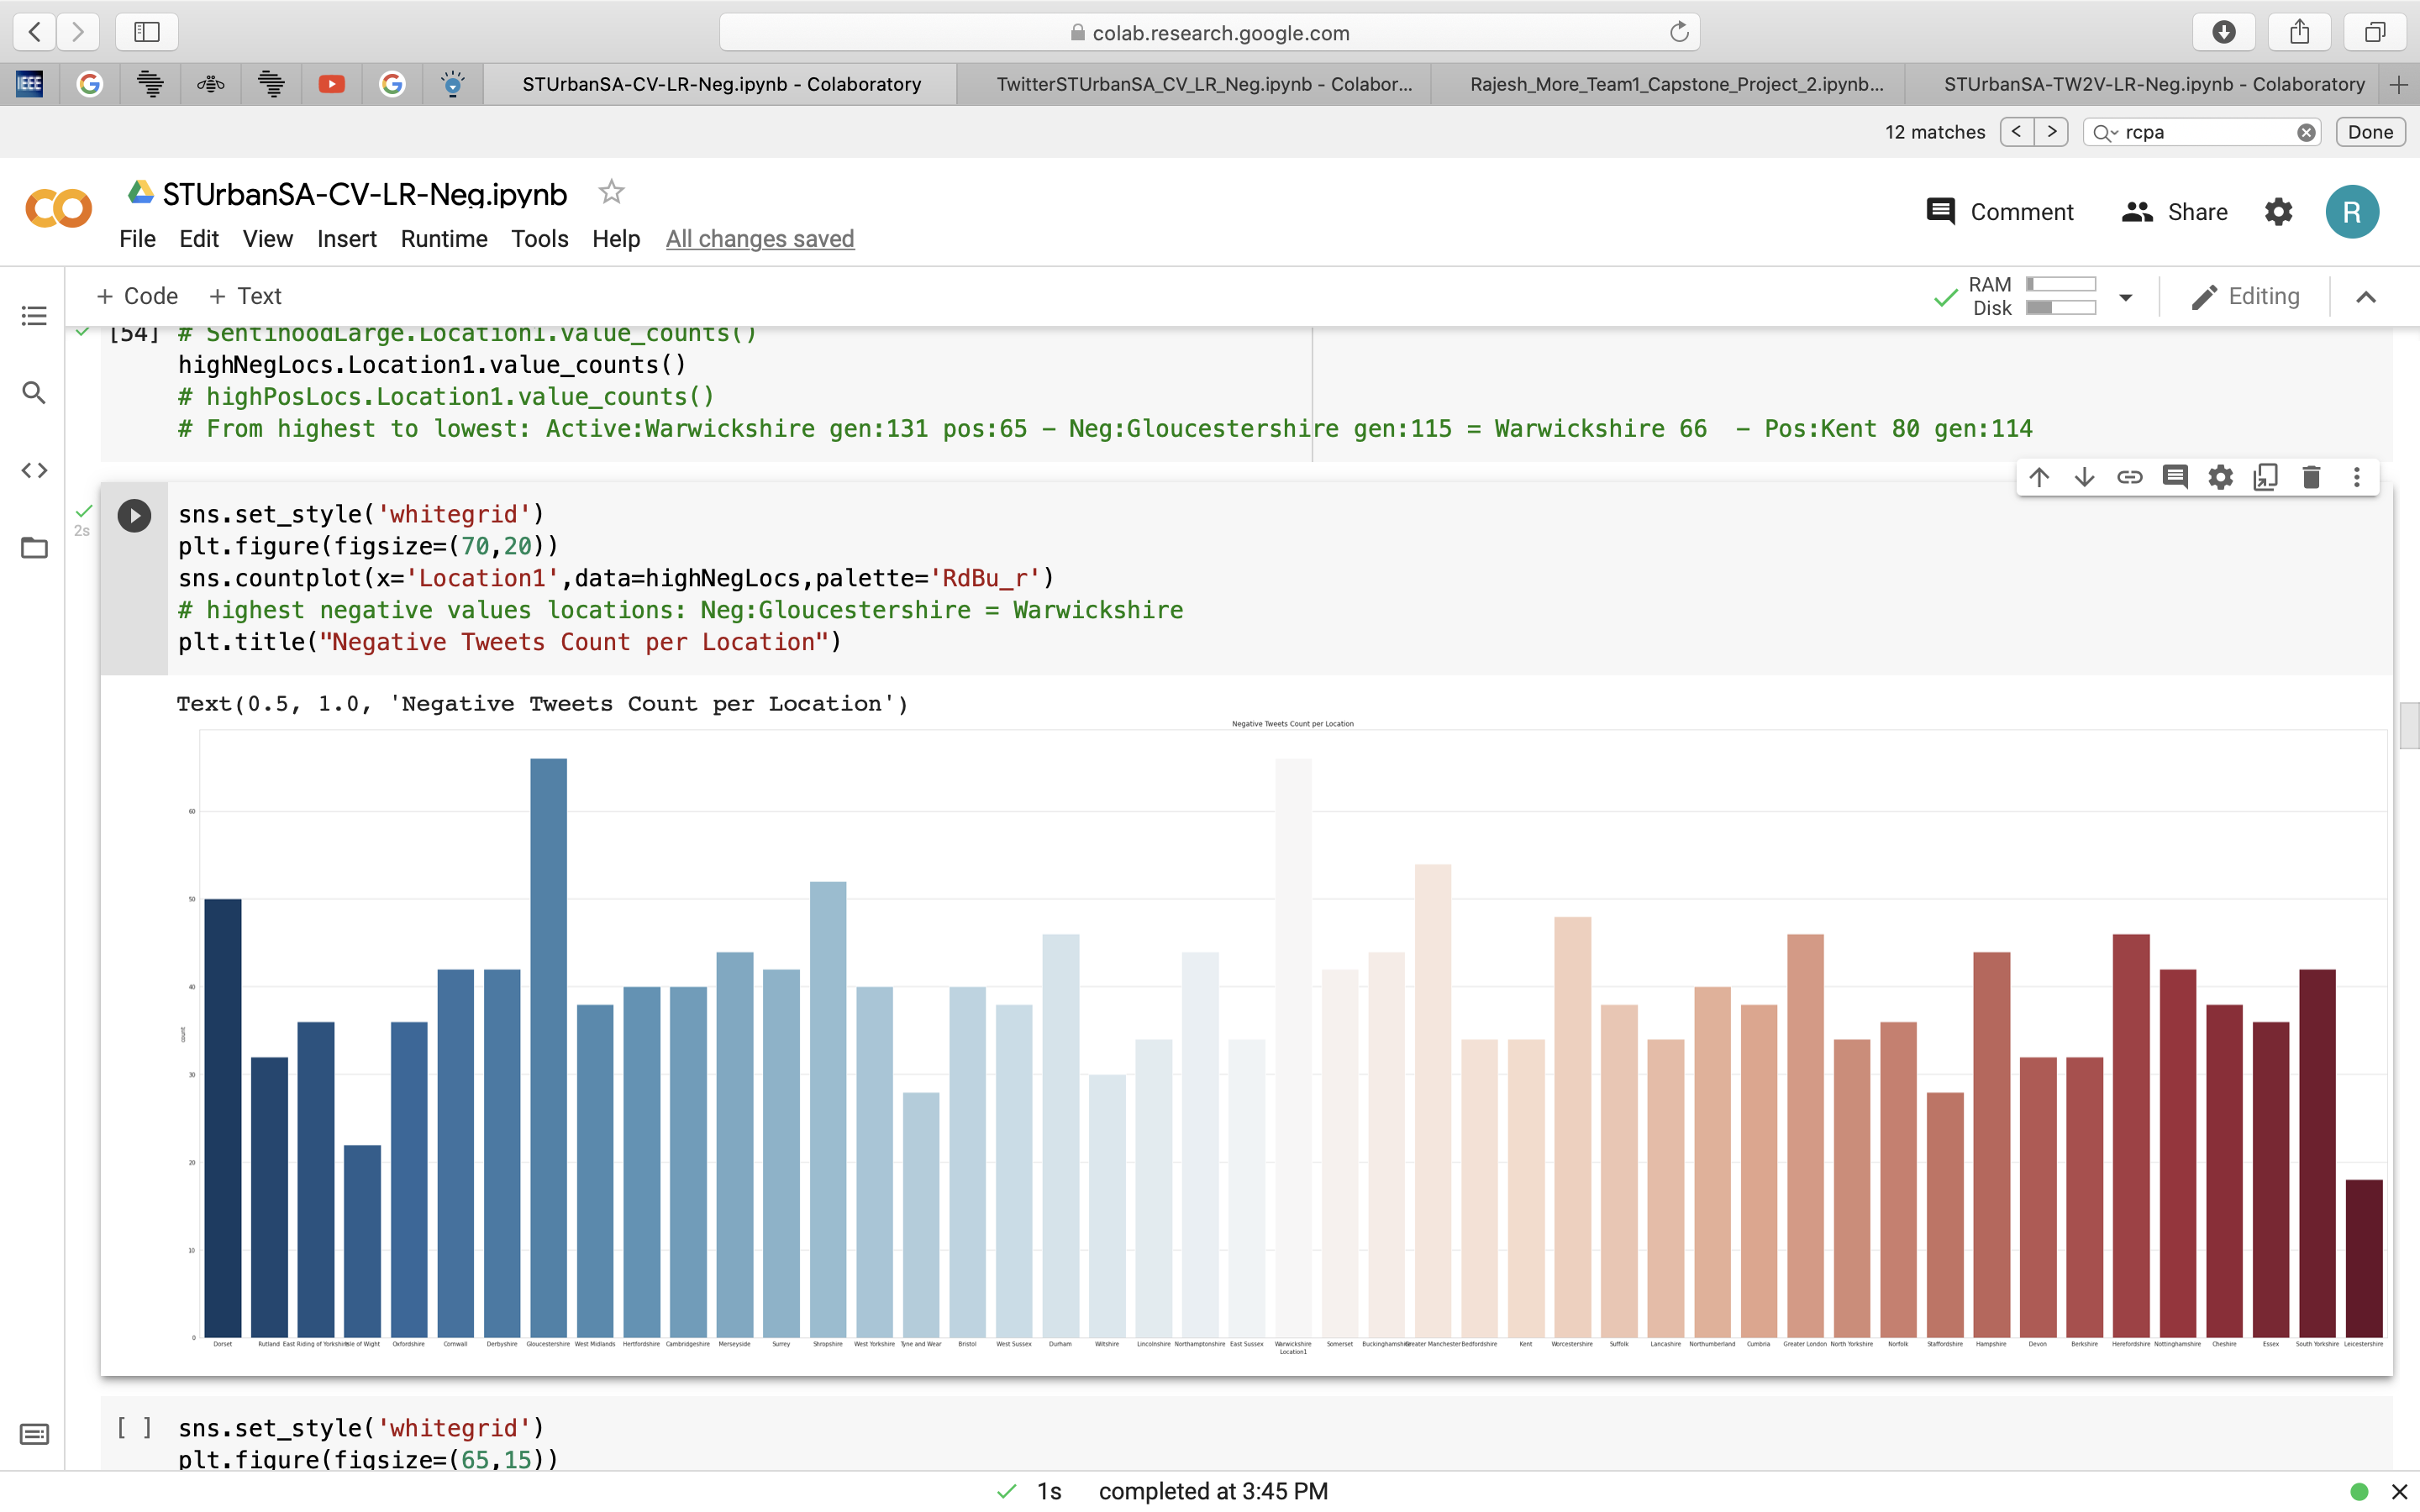 colab.research.google.com
IEEE
STUrbanSA-CV-LR-Neg.ipynb - Colaboratory
TwitterSTUrbanSA_CV_LR_Neg.ipynb - Colabor...
Rajesh_More_Team1_Capstone_Project_2.ipynb...
STUrbanSA-TW2V-LR-Neg.ipynb - Colaboratory
12 matches
rcpa
Done
STUrbanSA-CV-LR-Neg.ipynb
Comment
Share
R
File Edit View Insert Runtime Tools Help All changes saved
+ Code + Text
RAM
Disk
Editing
[54] # SentihoodLarge.Location1.value_counts()
highNegLocs.Location1.value_counts()
# highPosLocs.Location1.value_counts()
# From highest to lowest: Active:Warwickshire gen:131 pos:65 – Neg:Gloucestershire gen:115 = Warwickshire 66 – Pos:Kent 80 gen:114
2s
sns.set_style('whitegrid')
plt.figure(figsize=(70,20))
sns.countplot(x='Location1',data=highNegLocs,palette='RdBu_r')
# highest negative values locations: Neg:Gloucestershire = Warwickshire
plt.title("Negative Tweets Count per Location")
Text(0.5, 1.0, 'Negative Tweets Count per Location')
Negative Tweets Count per Location
60
50
40
30
20
10
0
count
Dorset Rutland East Riding of Yorkshire Isle of Wight Oxfordshire Cornwall Derbyshire Gloucestershire West Midlands Hertfordshire Cambridgeshire Merseyside Surrey Shropshire West Yorkshire Tyne and Wear Bristol West Sussex Durham Wiltshire Lincolnshire Northamptonshire East Sussex Warwickshire Somerset Buckinghamshire Greater Manchester Bedfordshire Kent Worcestershire Suffolk Lancashire Northumberland Cumbria Greater London North Yorkshire Norfolk Staffordshire Hampshire Devon Berkshire Herefordshire Nottinghamshire Cheshire Essex South Yorkshire Leicestershire
Location1
[ ] sns.set_style('whitegrid')
plt.figure(figsize=(65,15))
1s completed at 3:45 PM